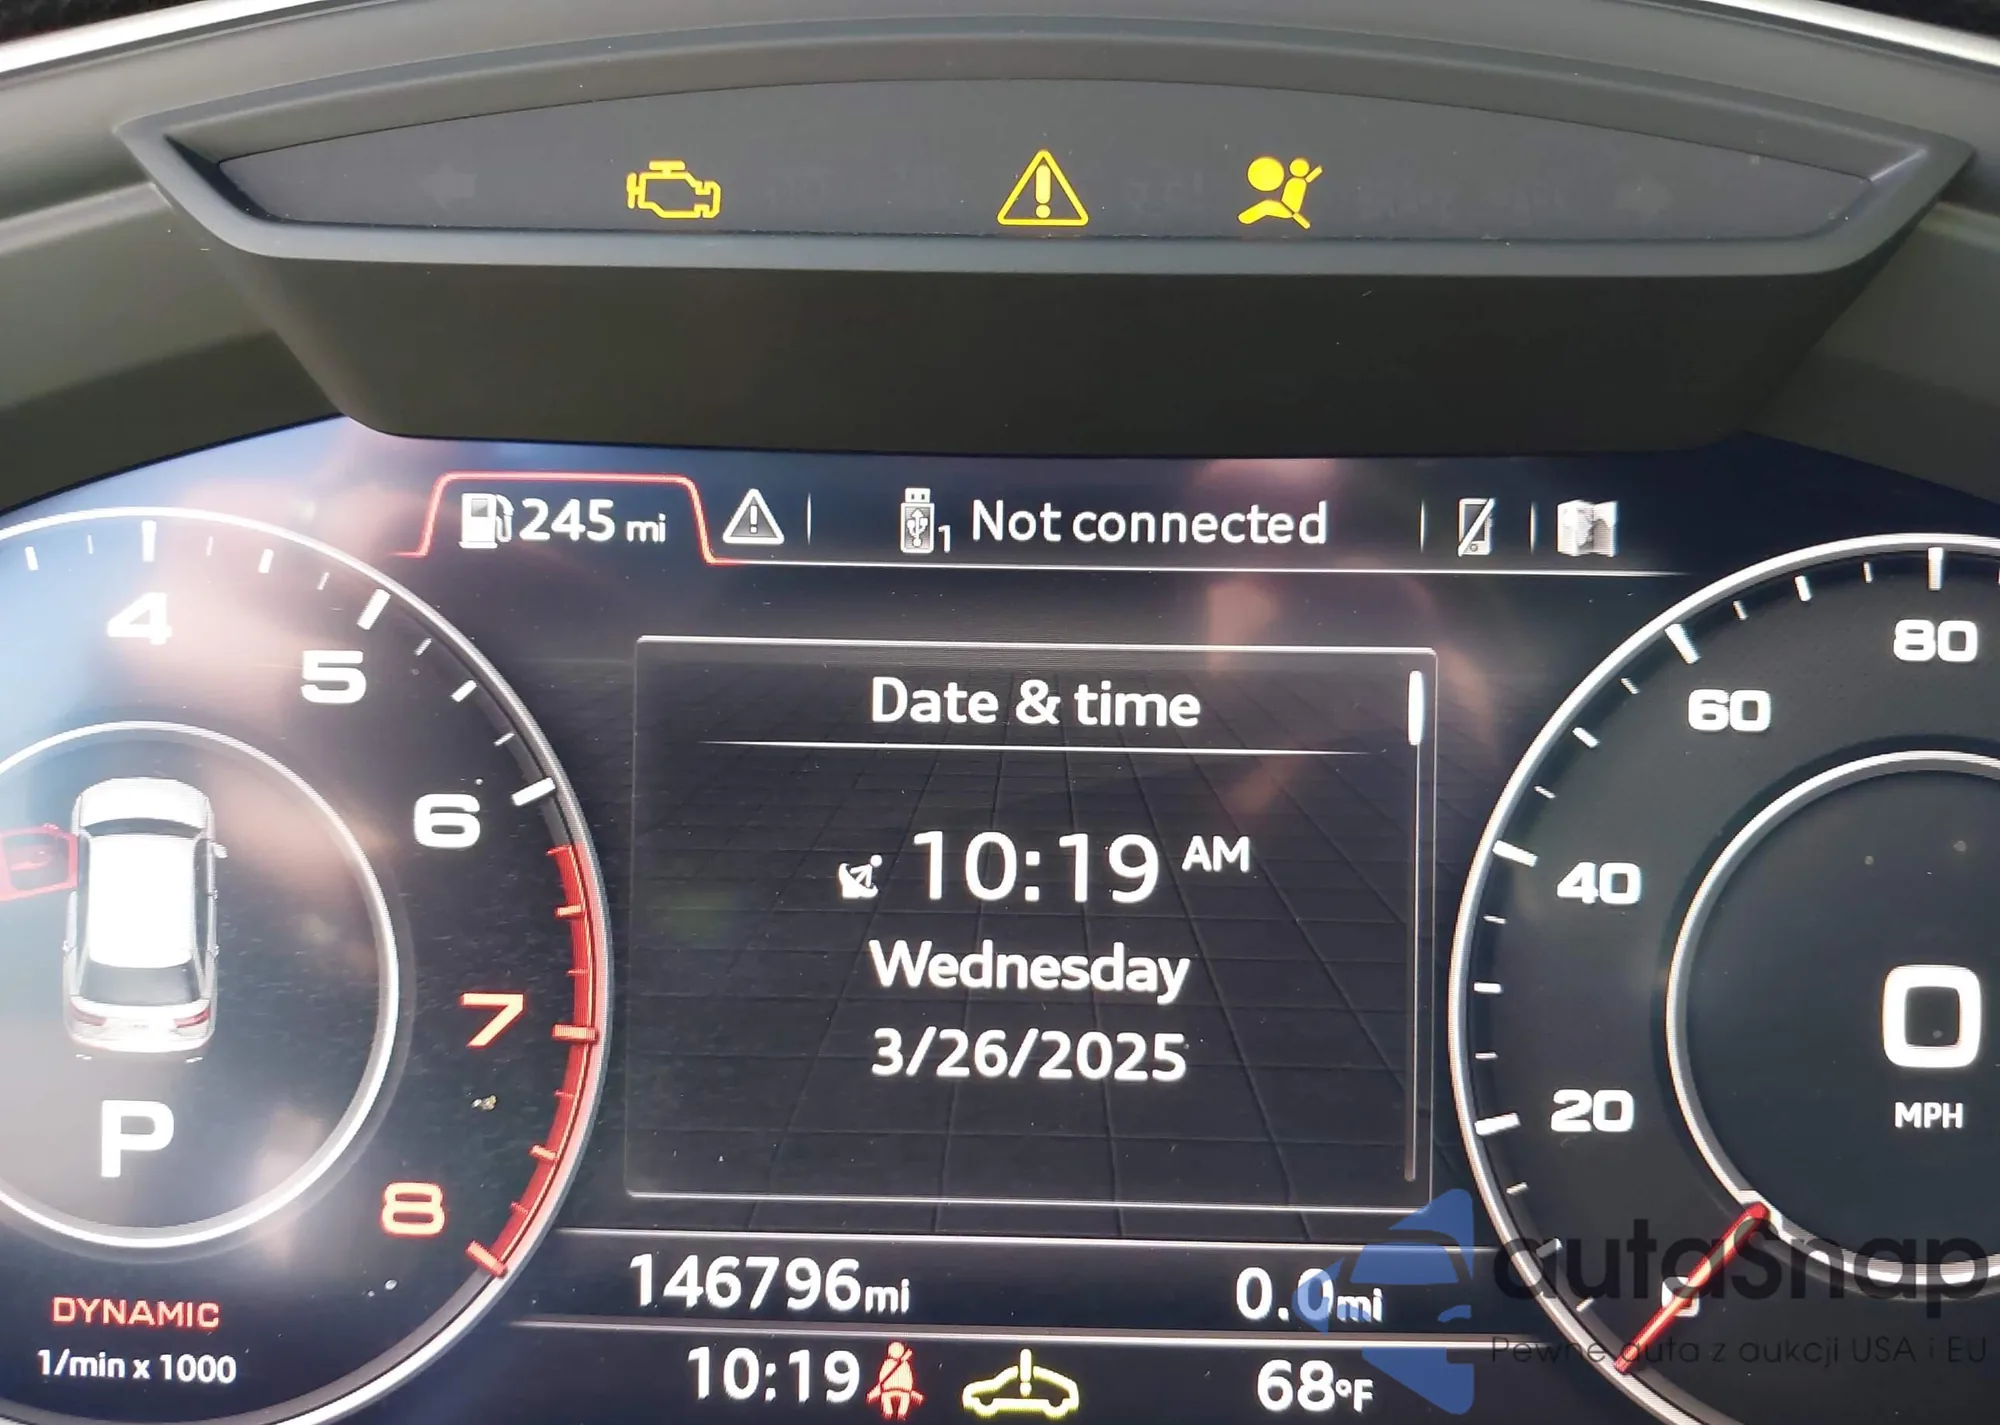 245 mi
1 Not connected
4
5
6
7
8
80
60
40
20
Date & time
10:19 AM
Wednesday
3/26/2025
P
0
MPH
DYNAMIC
1/min x 1000
146796mi
0.0mi
10:19
68°F
autasnap
Pewne auta z aukcji USA i EU